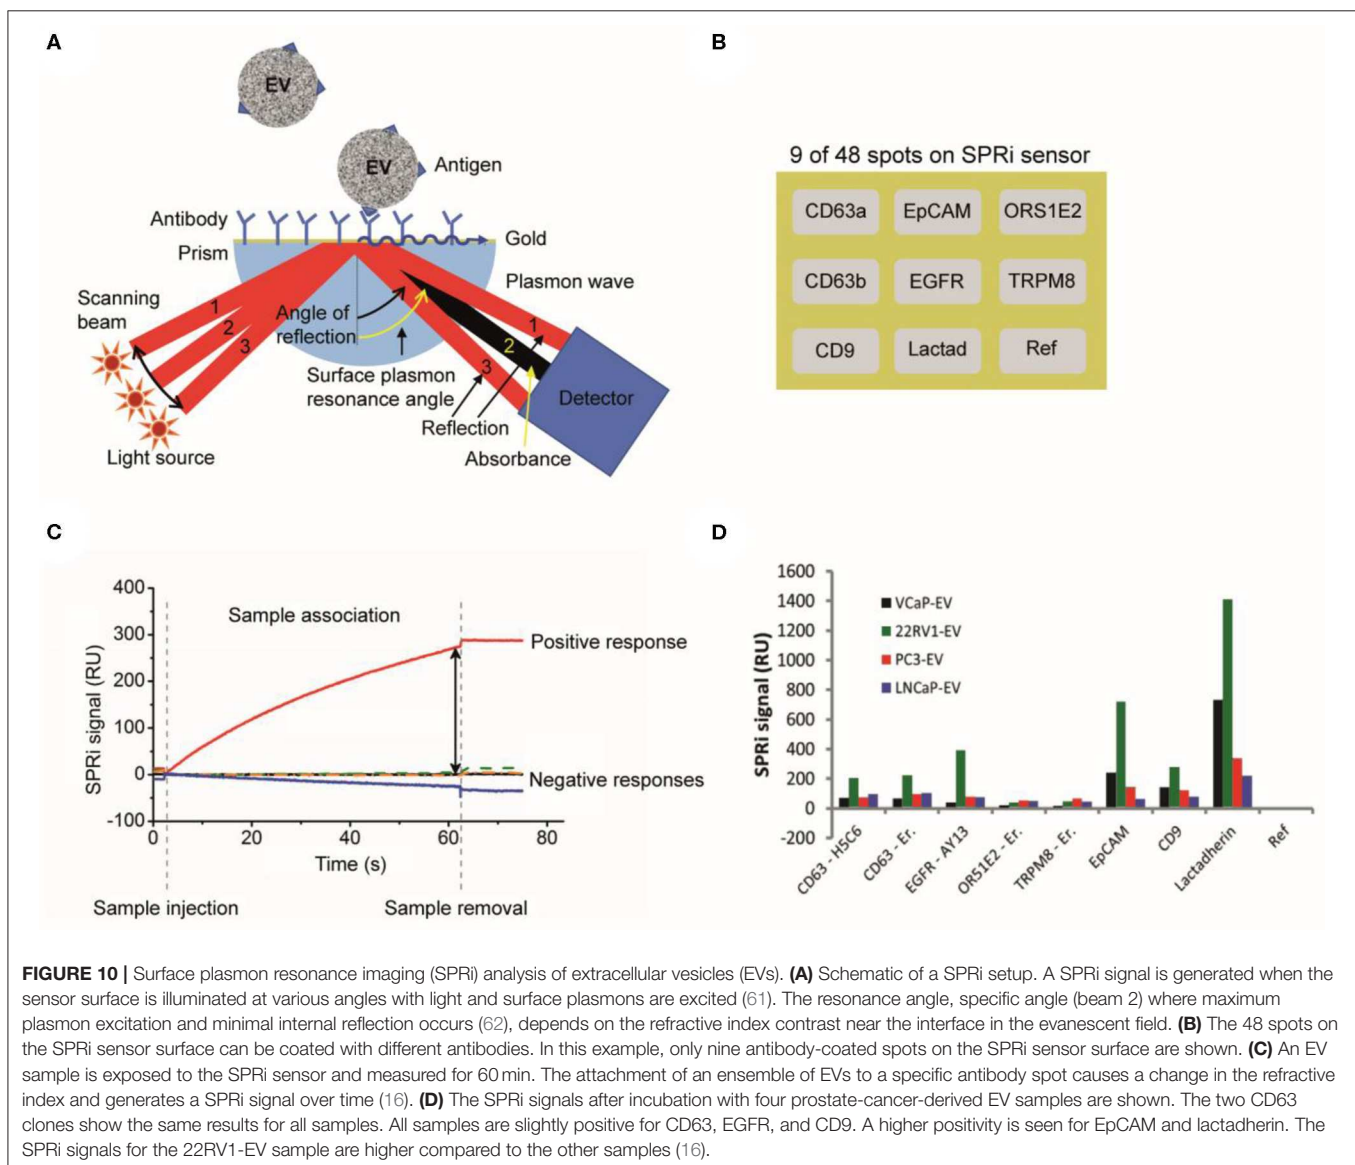 A
EV
EV
Antigen
Antibody
Gold
Prism
Plasmon wave
Scanning
beam
1
2
3
Angle of
reflection
1
2
3
Surface plasmon
resonance angle
Detector
Reflection
Absorbance
Light source
B
9 of 48 spots on SPRi sensor
CD63a EpCAM ORS1E2
CD63b EGFR TRPM8
CD9 Lactad Ref
C
400
300
200
100
0
-100
SPRi signal (RU)
Sample association
Positive response
Negative responses
0 20 40 60 80
Time (s)
Sample injection
Sample removal
D
1600
1400
1200
1000
800
600
400
200
0
-200
SPRi signal (RU)
VCaP-EV
22RV1-EV
PC3-EV
LNCaP-EV
CD63 - H5C6
CD63 - Er.
EGFR - AY13
OR51E2 - Er.
TRPM8 - Er.
EpCAM
CD9
Lactadherin
Ref
FIGURE 10 | Surface plasmon resonance imaging (SPRi) analysis of extracellular vesicles (EVs). (A) Schematic of a SPRi setup. A SPRi signal is generated when the
sensor surface is illuminated at various angles with light and surface plasmons are excited (61). The resonance angle, specific angle (beam 2) where maximum
plasmon excitation and minimal internal reflection occurs (62), depends on the refractive index contrast near the interface in the evanescent field. (B) The 48 spots on
the SPRi sensor surface can be coated with different antibodies. In this example, only nine antibody-coated spots on the SPRi sensor surface are shown. (C) An EV
sample is exposed to the SPRi sensor and measured for 60 min. The attachment of an ensemble of EVs to a specific antibody spot causes a change in the refractive
index and generates a SPRi signal over time (16). (D) The SPRi signals after incubation with four prostate-cancer-derived EV samples are shown. The two CD63
clones show the same results for all samples. All samples are slightly positive for CD63, EGFR, and CD9. A higher positivity is seen for EpCAM and lactadherin. The
SPRi signals for the 22RV1-EV sample are higher compared to the other samples (16).